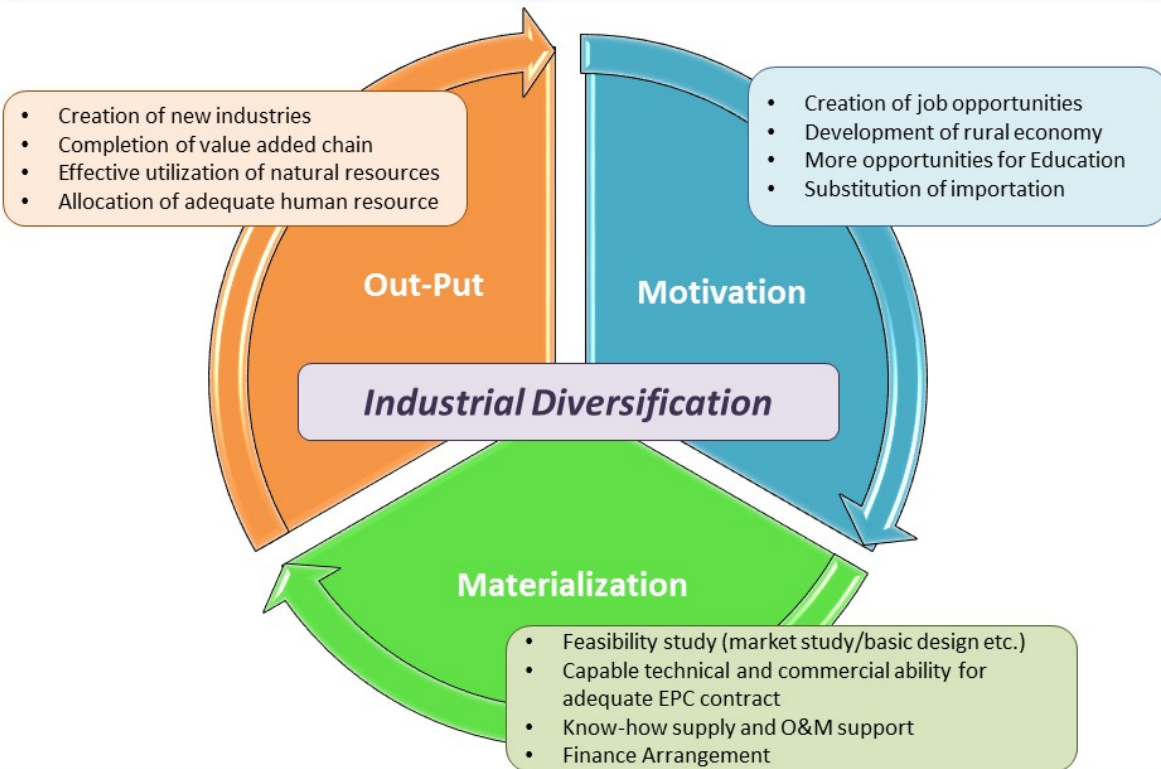 • Creation of new industries
• Completion of value added chain
• Effective utilization of natural resources
• Allocation of adequate human resource
• Creation of job opportunities
• Development of rural economy
• More opportunities for Education
• Substitution of importation
Out-Put
Motivation
Industrial Diversification
Materialization
• Feasibility study (market study/basic design etc.)
• Capable technical and commercial ability for
adequate EPC contract
• Know-how supply and O&M support
• Finance Arrangement